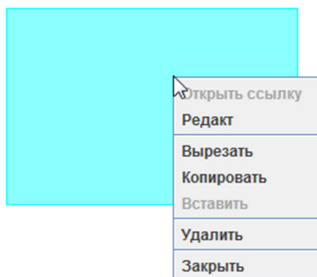 Открыть ссылку
Редакт
Вырезать
Копировать
Вставить
Удалить
Закрыть